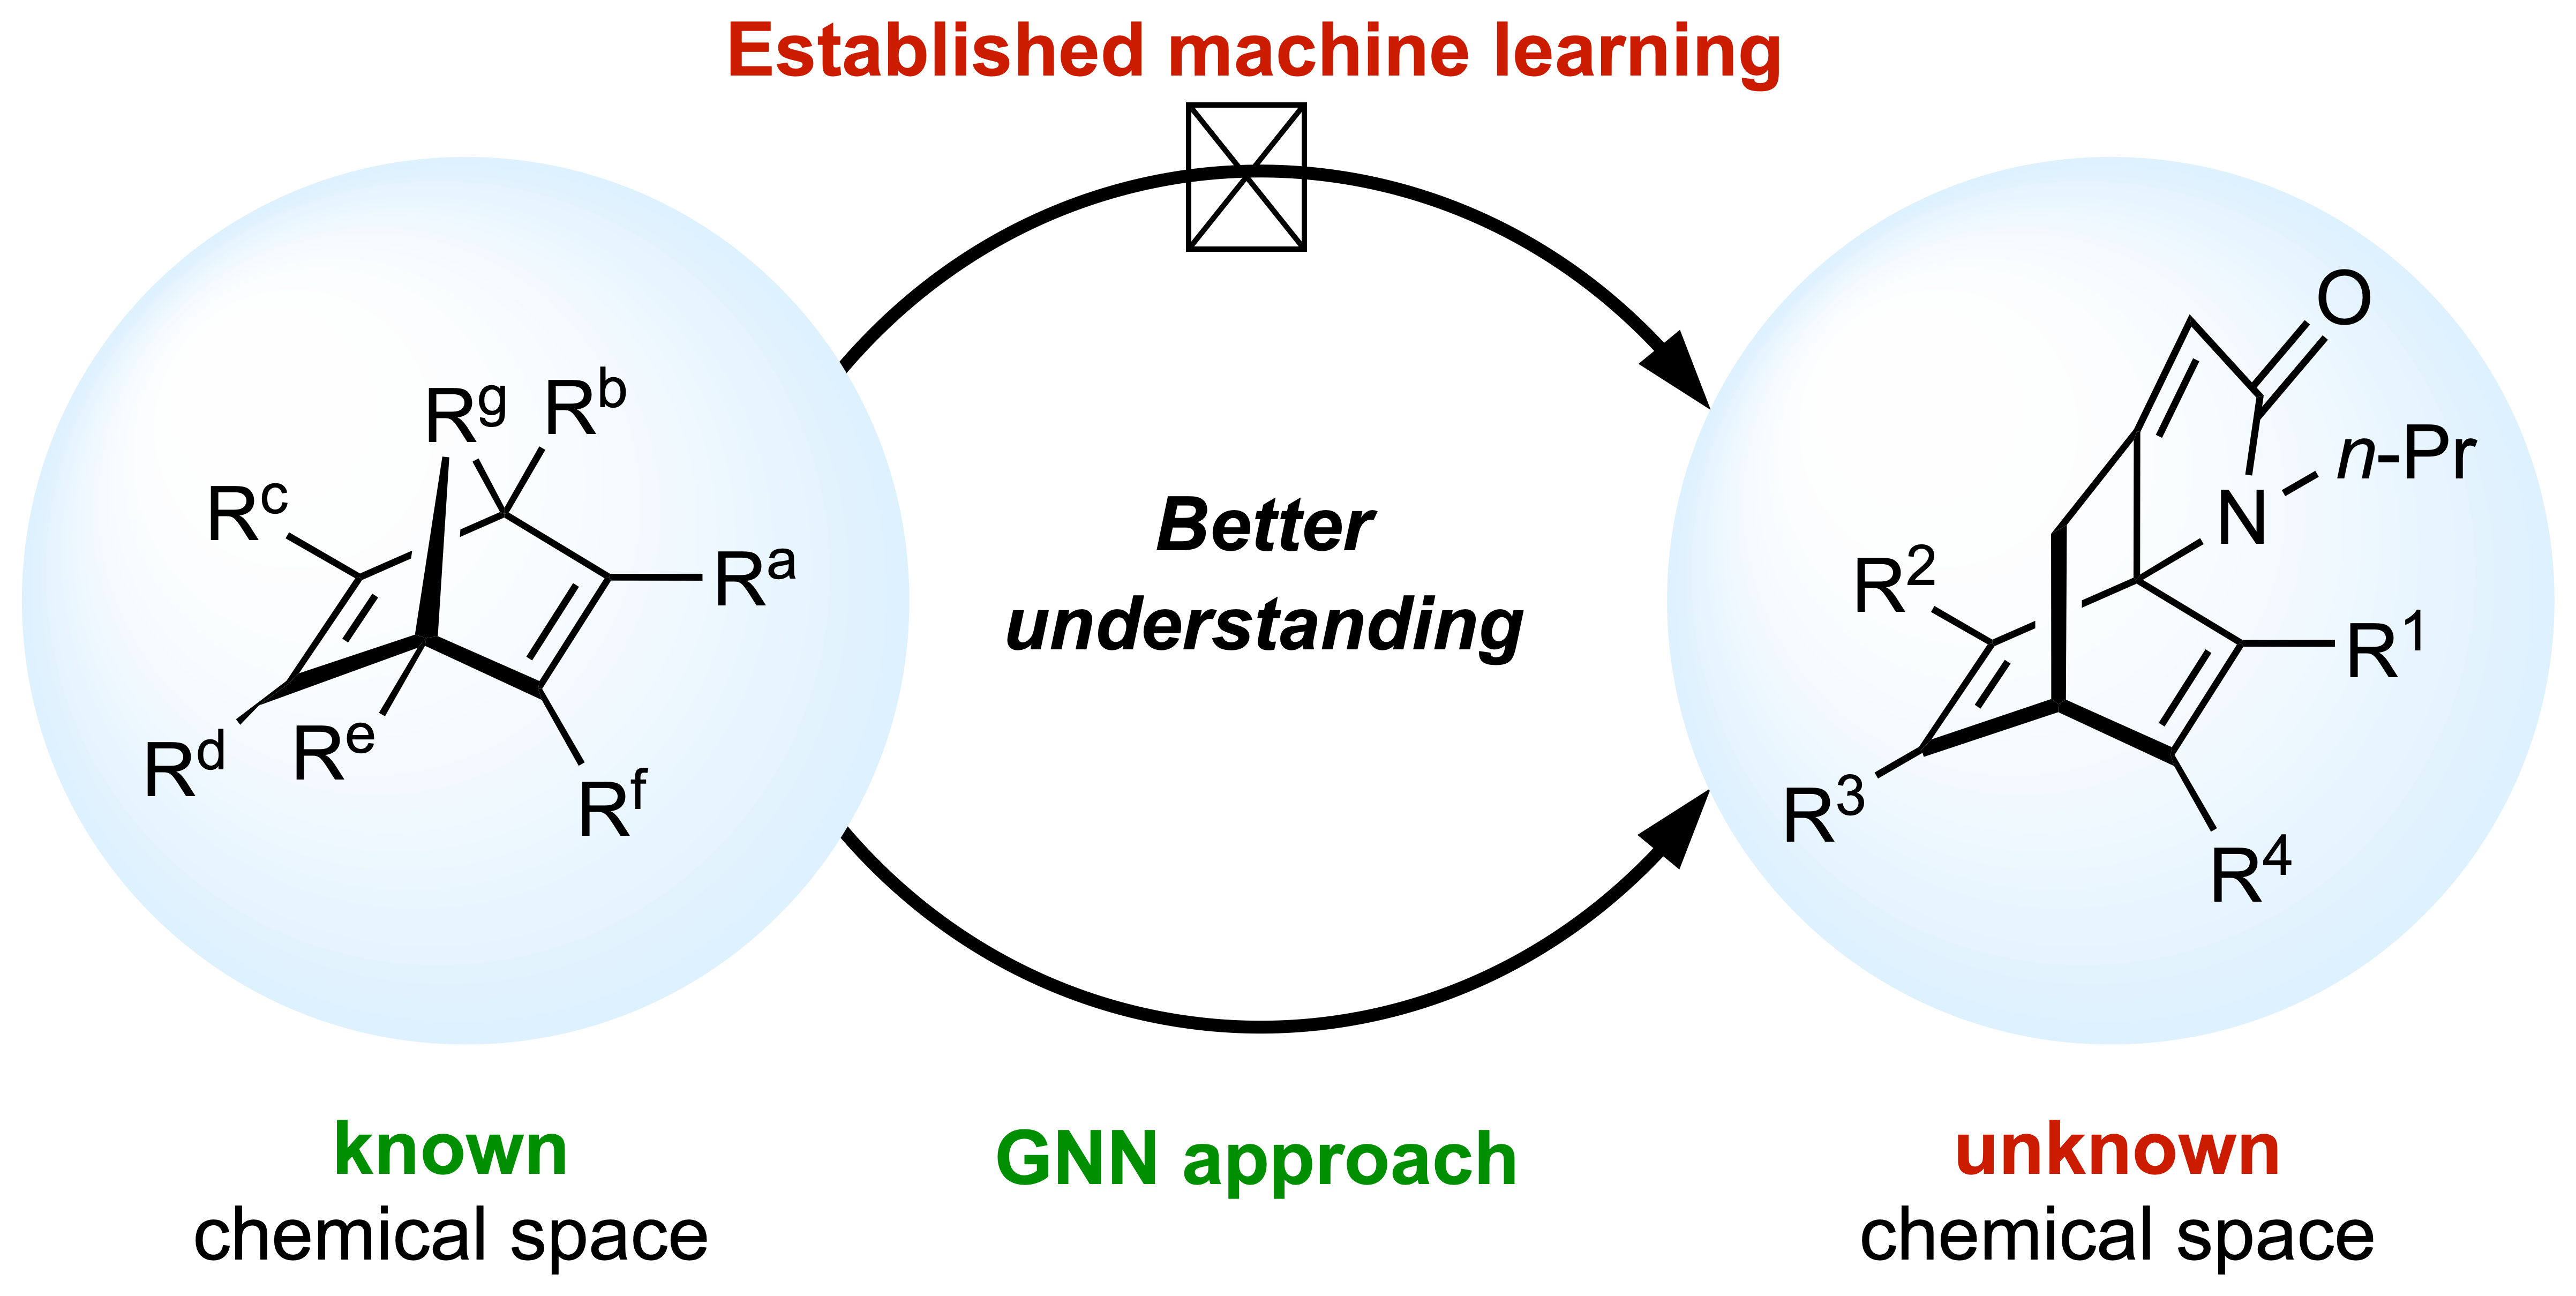 Established machine learning
R^g
R^b
R^c
R^a
R^d
R^e
R^f
Better
understanding
O
n-Pr
N
R^2
R^1
R^3
R^4
known
chemical space
GNN approach
unknown
chemical space